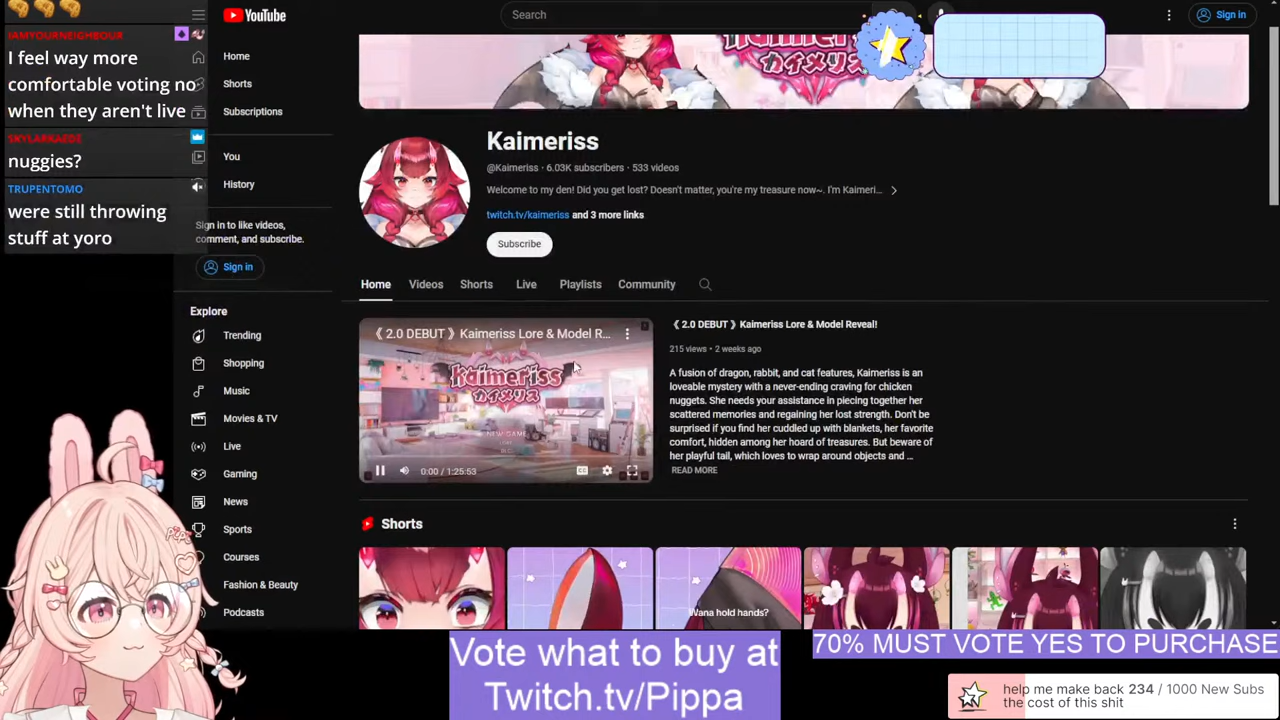 IAMYOURNEIGHBOUR
I feel way more
comfortable voting no
when they aren't live
SKYLARKAEDE
nuggies?
TRUPENTOMO
were still throwing
stuff at yoro
YouTube
Search
Sign in
Home
Shorts
Subscriptions
You
History
Sign in to like videos,
comment, and subscribe.
Sign in
Explore
Trending
Shopping
Music
Movies & TV
Live
Gaming
News
Sports
Courses
Fashion & Beauty
Podcasts
kaimeriss
カイメリス
Kaimeriss
@Kaimeriss · 6.03K subscribers · 533 videos
Welcome to my den! Did you get lost? Doesn't matter, you're my treasure now~. I'm Kaimeri...
twitch.tv/kaimeriss and 3 more links
Subscribe
Home Videos Shorts Live Playlists Community
《 2.0 DEBUT 》Kaimeriss Lore & Model R...
kaimeriss
カイメリス
NEW GAME
0:00 / 1:25:53
《 2.0 DEBUT 》Kaimeriss Lore & Model Reveal!
215 views • 2 weeks ago
A fusion of dragon, rabbit, and cat features, Kaimeriss is an
loveable mystery with a never-ending craving for chicken
nuggets. She needs your assistance in piecing together her
scattered memories and regaining her lost strength. Don't be
surprised if you find her cuddled up with blankets, her favorite
comfort, hidden among her hoard of treasures. But beware of
her playful tail, which loves to wrap around objects and ...
READ MORE
Shorts
Wana hold hands?
Vote what to buy at
Twitch.tv/Pippa
70% MUST VOTE YES TO PURCHASE
help me make back 234 / 1000 New Subs
the cost of this shit